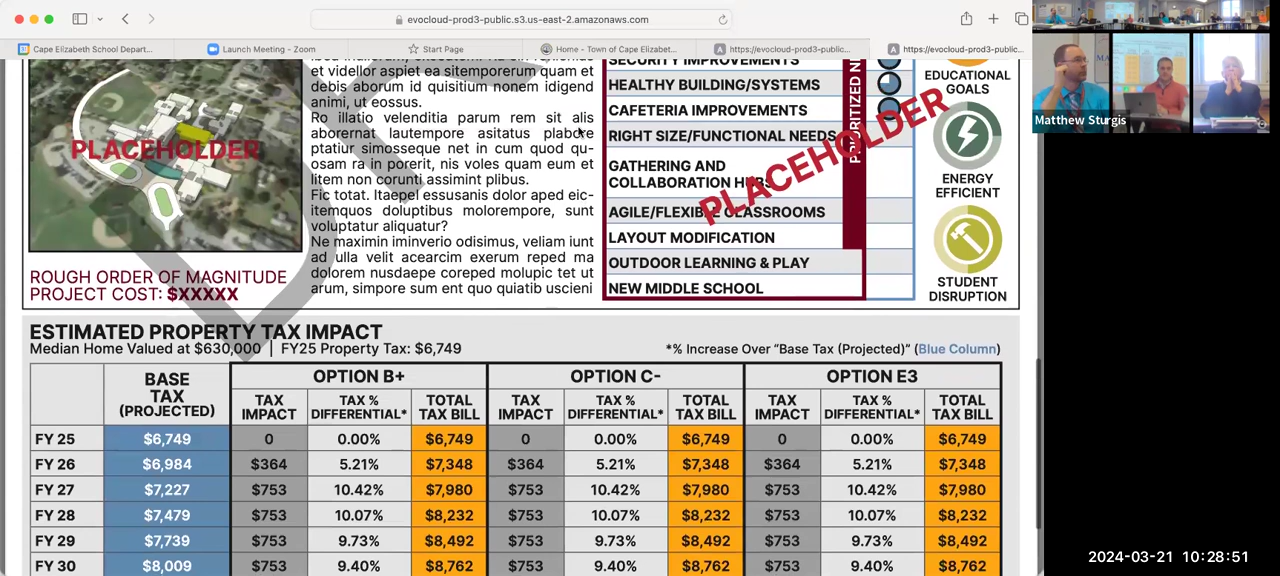 evocloud-prod3-public.s3.us-east-2.amazonaws.com
Cape Elizabeth School Depart...
Launch Meeting - Zoom
Start Page
Home - Town of Cape Elizabet...
https://evocloud-prod3-public...
https://evocloud-prod3-public...
et videllor aspiet ea sitemporerum quam et
debis aborum id quisitium nonem idigend
animi, ut eossus.
Ro illatio velenditia parum rem sit alis
aborernat lautempore asitatus plabore
ptatiur simosseque net in cum quod qu-
osam ra in porerit, nis voles quam eum et
litem non corunti assimint plibus.
Fic totat. Itaepel essusanis dolor aped eic-
itemquos doluptibus molorempore, sunt
voluptatur aliquatur?
Ne maximin iminverio odisimus, veliam iunt
ad ulla velit acearcim exerum reped ma
dolorem nusdaepe coreped molupic tet ut
arum, simpore sum ent quo quiatib uscieni
PLACEHOLDER
ROUGH ORDER OF MAGNITUDE
PROJECT COST: $XXXXX
SECURITY IMPROVEMENTS
HEALTHY BUILDING/SYSTEMS
CAFETERIA IMPROVEMENTS
RIGHT SIZE/FUNCTIONAL NEEDS
GATHERING AND
COLLABORATION HUBS
AGILE/FLEXIBLE CLASSROOMS
LAYOUT MODIFICATION
OUTDOOR LEARNING & PLAY
NEW MIDDLE SCHOOL
PRIORITIZED
PLACEHOLDER
EDUCATIONAL
GOALS
ENERGY
EFFICIENT
STUDENT
DISRUPTION
ESTIMATED PROPERTY TAX IMPACT
Median Home Valued at $630,000 | FY25 Property Tax: $6,749
*% Increase Over “Base Tax (Projected)” (Blue Column)
BASE TAX (PROJECTED) OPTION B+ OPTION C- OPTION E3
TAX IMPACT TAX % DIFFERENTIAL* TOTAL TAX BILL TAX IMPACT TAX % DIFFERENTIAL* TOTAL TAX BILL TAX IMPACT TAX % DIFFERENTIAL* TOTAL TAX BILL
FY 25 $6,749 0 0.00% $6,749 0 0.00% $6,749 0 0.00% $6,749
FY 26 $6,984 $364 5.21% $7,348 $364 5.21% $7,348 $364 5.21% $7,348
FY 27 $7,227 $753 10.42% $7,980 $753 10.42% $7,980 $753 10.42% $7,980
FY 28 $7,479 $753 10.07% $8,232 $753 10.07% $8,232 $753 10.07% $8,232
FY 29 $7,739 $753 9.73% $8,492 $753 9.73% $8,492 $753 9.73% $8,492
FY 30 $8,009 $753 9.40% $8,762 $753 9.40% $8,762 $753 9.40% $8,762
Matthew Sturgis
2024-03-21 10:28:51